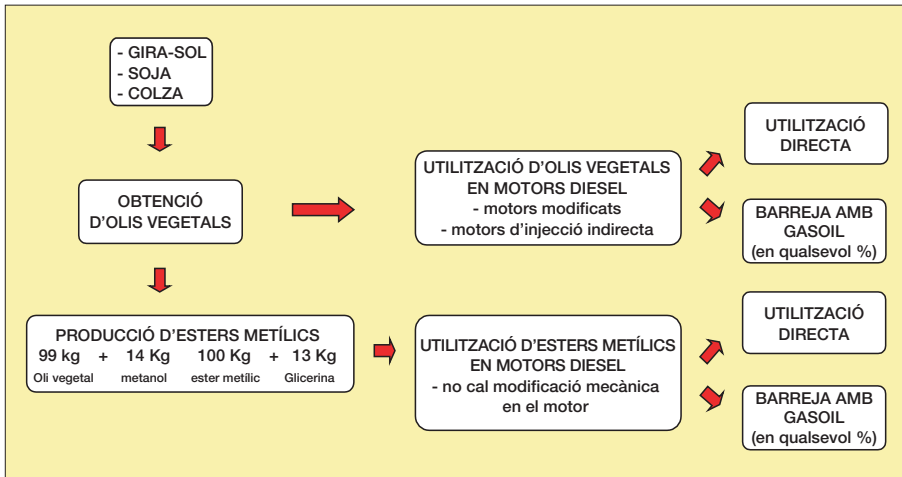 - GIRA-SOL
- SOJA
- COLZA
OBTENCIÓ
D'OLIS VEGETALS
UTILITZACIÓ D'OLIS VEGETALS
EN MOTORS DIESEL
- motors modificats
- motors d'injecció indirecta
UTILITZACIÓ
DIRECTA
BARREJA AMB
GASOIL
(en qualsevol %)
PRODUCCIÓ D'ESTERS METÍLICS
99 kg + 14 Kg 100 Kg + 13 Kg
Oli vegetal metanol ester metílic Glicerina
UTILITZACIÓ D'ESTERS METÍLICS
EN MOTORS DIESEL
- no cal modificació mecànica
en el motor
UTILITZACIÓ
DIRECTA
BARREJA AMB
GASOIL
(en qualsevol %)